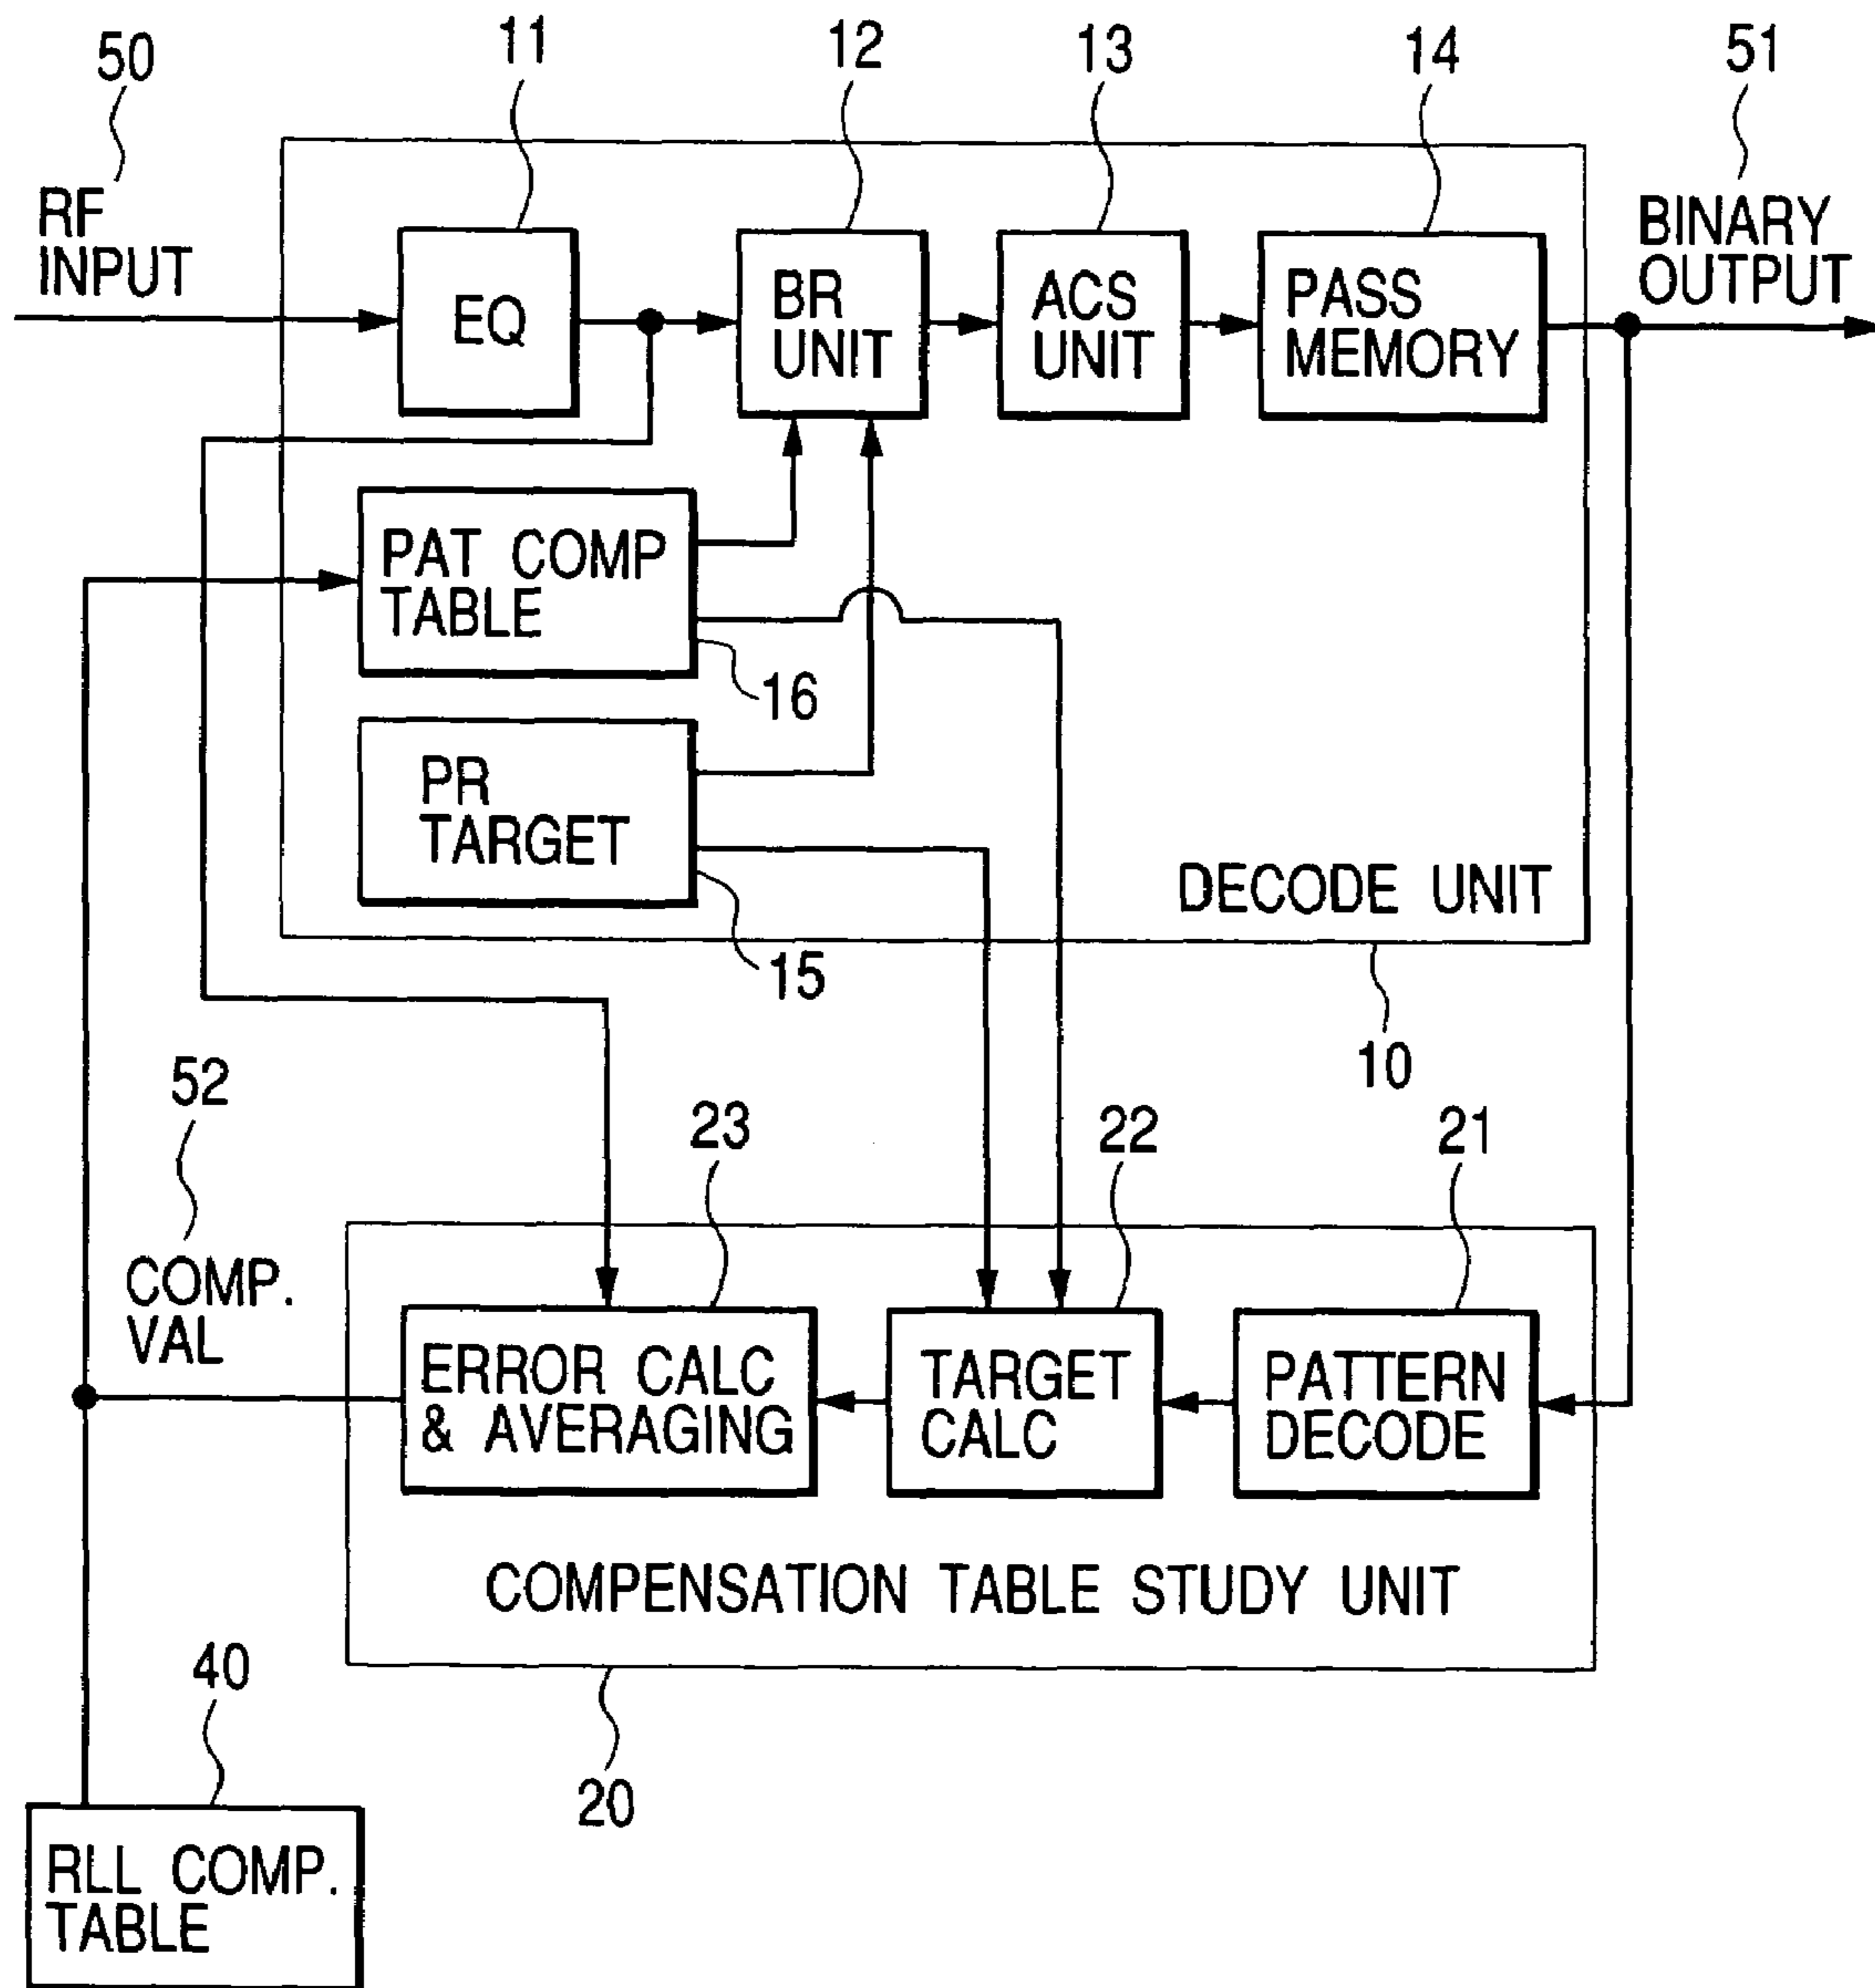 50
11
12
13
14
51
RF
INPUT
EQ
BR
UNIT
ACS
UNIT
PASS
MEMORY
BINARY
OUTPUT
PAT COMP
TABLE
16
PR
TARGET
15
DECODE UNIT
10
52
COMP.
VAL
23
22
21
ERROR CALC
& AVERAGING
TARGET
CALC
PATTERN
DECODE
COMPENSATION TABLE STUDY UNIT
20
40
RLL COMP.
TABLE